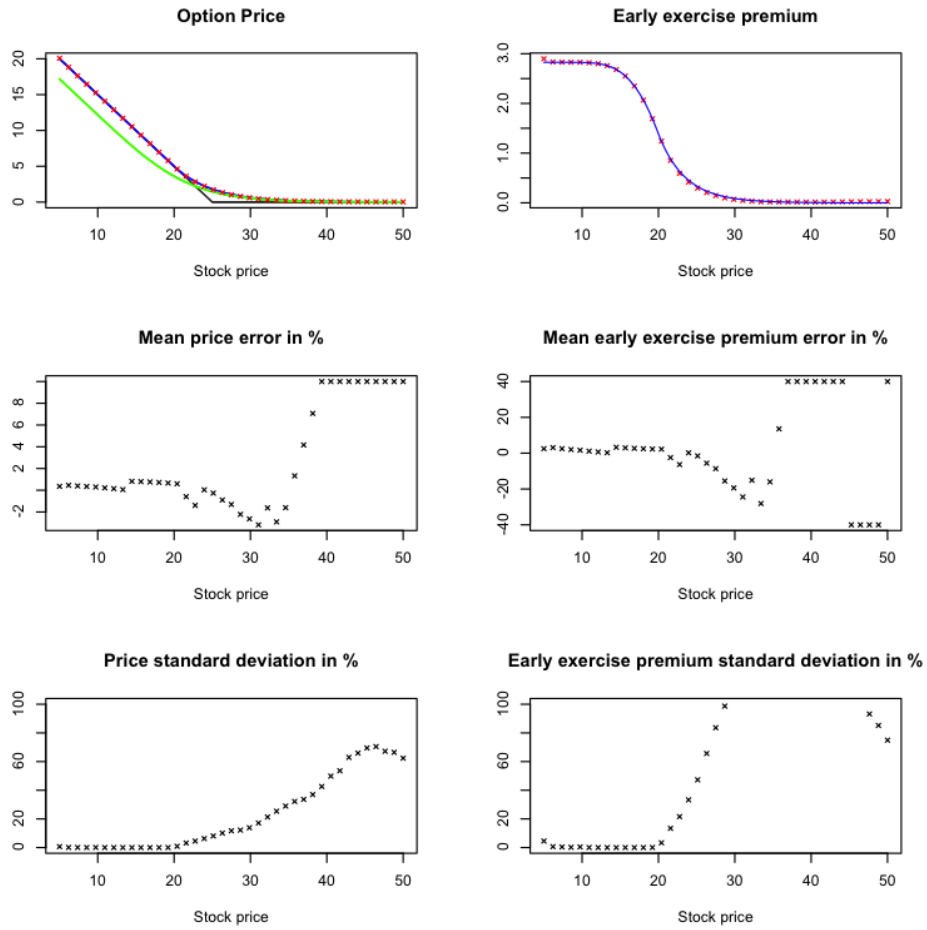 Option Price
20
15
10
5
0
10 20 30 40 50
Stock price
Early exercise premium
3.0
2.0
1.0
0.0
10 20 30 40 50
Stock price
Mean price error in %
8
6
4
2
-2
10 20 30 40 50
Stock price
Mean early exercise premium error in %
40
20
0
-20
-40
10 20 30 40 50
Stock price
Price standard deviation in %
100
60
20
0
10 20 30 40 50
Stock price
Early exercise premium standard deviation in %
100
60
20
0
10 20 30 40 50
Stock price